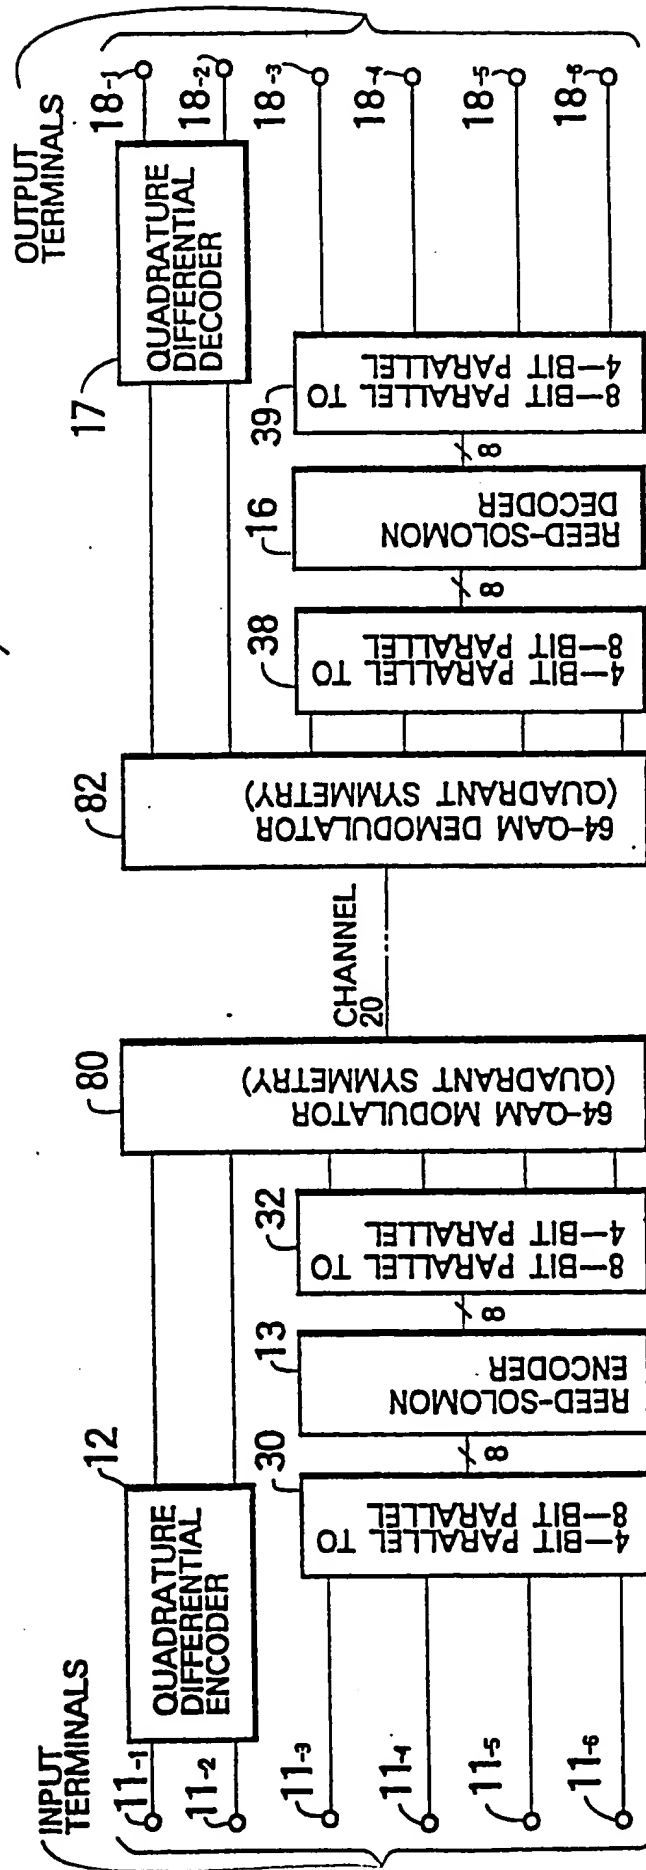 INPUT
TERMINALS
11-1
11-2
11-3
11-4
11-5
11-6
12
QUADRATURE
DIFFERENTIAL
ENCODER
30
4-BIT PARALLEL TO
8-BIT PARALLEL
8
13
REED-SOLOMON
ENCODER
8
32
8-BIT PARALLEL TO
4-BIT PARALLEL
80
64-QAM MODULATOR
(QUADRANT SYMMETRY)
CHANNEL
20
82
64-QAM DEMODULATOR
(QUADRANT SYMMETRY)
38
4-BIT PARALLEL TO
8-BIT PARALLEL
8
16
REED-SOLOMON
DECODER
8
39
8-BIT PARALLEL TO
4-BIT PARALLEL
17
QUADRATURE
DIFFERENTIAL
DECODER
OUTPUT
TERMINALS
18-1
18-2
18-3
18-4
18-5
18-6